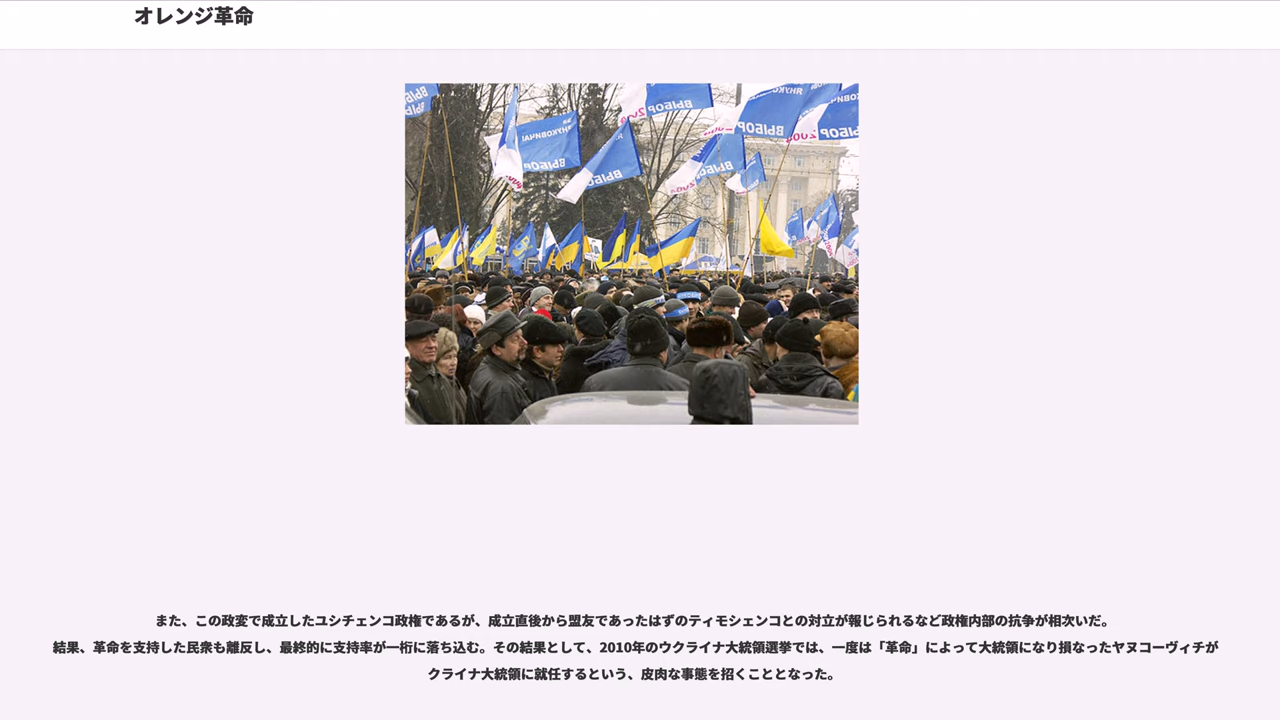 オレンジ革命
ВЫБОР
ЯНУКОВИЧА!
ВЫБОР
ВЫБОР
ВЫБОР
ВЫБОР
ВЫБОР
2004
また、この政変で成立したユシチェンコ政権であるが、成立直後から盟友であったはずのティモシェンコとの対立が報じられるなど政権内部の抗争が相次いだ。
結果、革命を支持した民衆も離反し、最終的に支持率が一桁に落ち込む。その結果として、2010年のウクライナ大統領選挙では、一度は「革命」によって大統領になり損なったヤヌコーヴィチが
クライナ大統領に就任するという、皮肉な事態を招くこととなった。